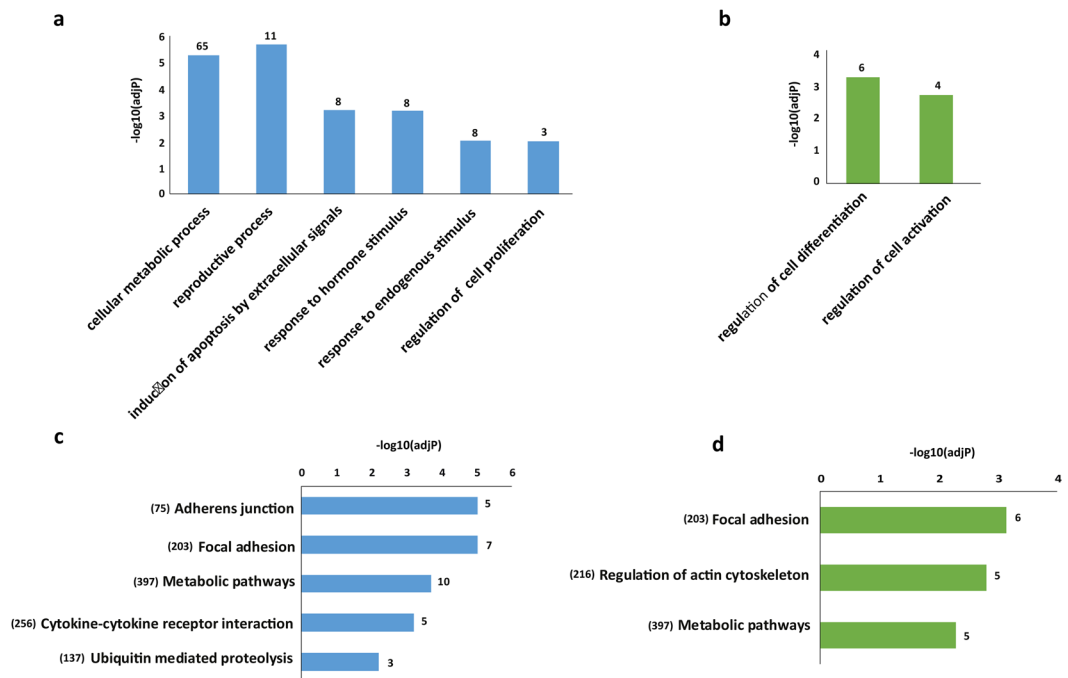 a
-log10(adjP)
6
5
4
3
2
1
0
65
11
8
8
8
3
cellular metabolic process
reproductive process
induc on of apoptosis by extracellular signals
response to hormone stimulus
response to endogenous stimulus
regulation of cell proliferation
b
-log10(adjP)
4
3
2
1
0
6
4
regulation of cell differentiation
regulation of cell activation
c
-log10(adjP)
0 1 2 3 4 5 6
(75) Adherens junction 5
(203) Focal adhesion 7
(397) Metabolic pathways 10
(256) Cytokine-cytokine receptor interaction 5
(137) Ubiquitin mediated proteolysis 3
d
-log10(adjP)
0 1 2 3 4
(203) Focal adhesion 6
(216) Regulation of actin cytoskeleton 5
(397) Metabolic pathways 5